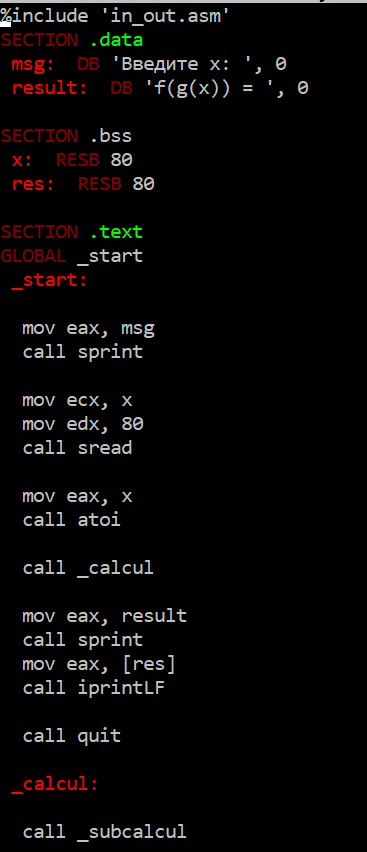 %include 'in_out.asm'
SECTION .data
msg: DB 'Введите x: ', 0
result: DB 'f(g(x)) = ', 0
SECTION .bss
x: RESB 80
res: RESB 80
SECTION .text
GLOBAL _start
_start:
mov eax, msg
call sprint
mov ecx, x
mov edx, 80
call sread
mov eax, x
call atoi
call _calcul
mov eax, result
call sprint
mov eax, [res]
call iprintLF
call quit
_calcul:
call _subcalcul